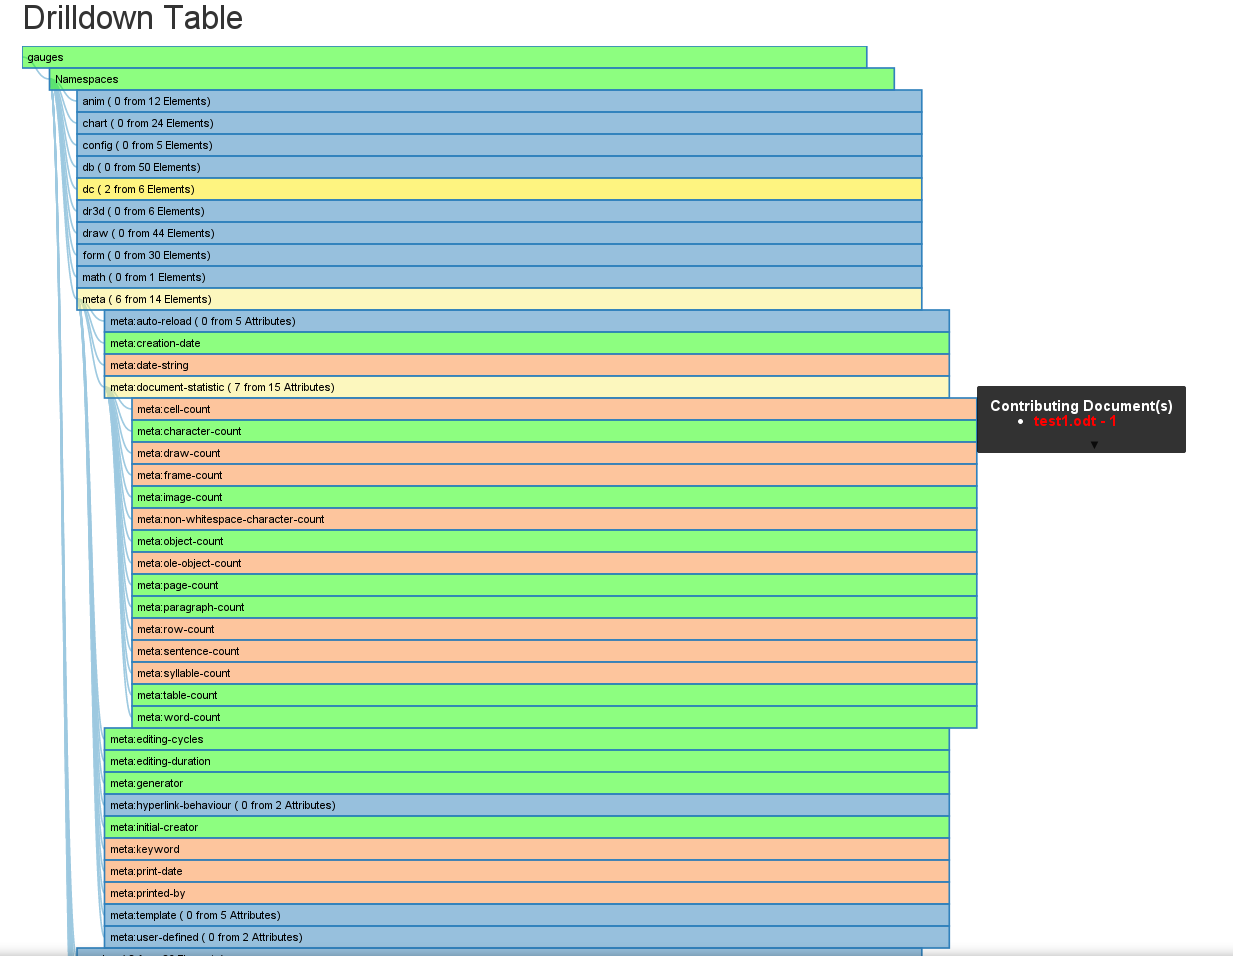 Drilldown Table
gauges
Namespaces
anim ( 0 from 12 Elements)
chart ( 0 from 24 Elements)
config ( 0 from 5 Elements)
db ( 0 from 50 Elements)
dc ( 2 from 6 Elements)
dr3d ( 0 from 6 Elements)
draw ( 0 from 44 Elements)
form ( 0 from 30 Elements)
math ( 0 from 1 Elements)
meta ( 6 from 14 Elements)
meta:auto-reload ( 0 from 5 Attributes)
meta:creation-date
meta:date-string
meta:document-statistic ( 7 from 15 Attributes)
meta:cell-count
Contributing Document(s)
• test1.odt - 1
meta:character-count
meta:draw-count
meta:frame-count
meta:image-count
meta:non-whitespace-character-count
meta:object-count
meta:ole-object-count
meta:page-count
meta:paragraph-count
meta:row-count
meta:sentence-count
meta:syllable-count
meta:table-count
meta:word-count
meta:editing-cycles
meta:editing-duration
meta:generator
meta:hyperlink-behaviour ( 0 from 2 Attributes)
meta:initial-creator
meta:keyword
meta:print-date
meta:printed-by
meta:template ( 0 from 5 Attributes)
meta:user-defined ( 0 from 2 Attributes)